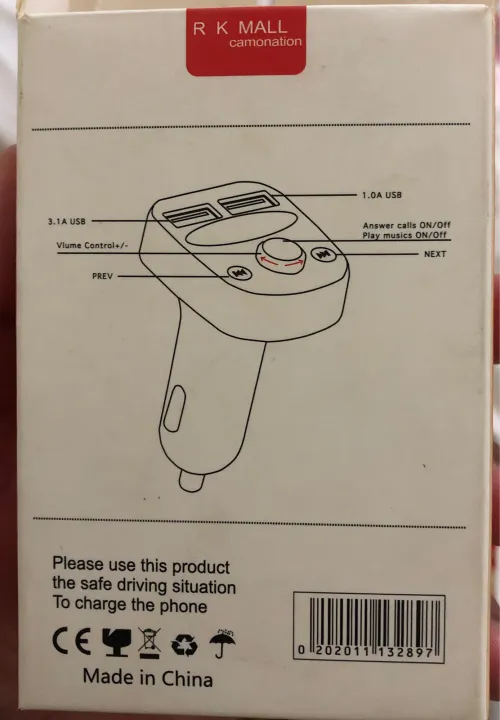 R K MALL
camonation
1.0A USB
3.1A USB
Answer calls ON/Off
Play musics ON/Off
Vlume Control+/-
NEXT
PREV
Please use this product
the safe driving situation
To charge the phone
CE
Made in China
0 202011 132897